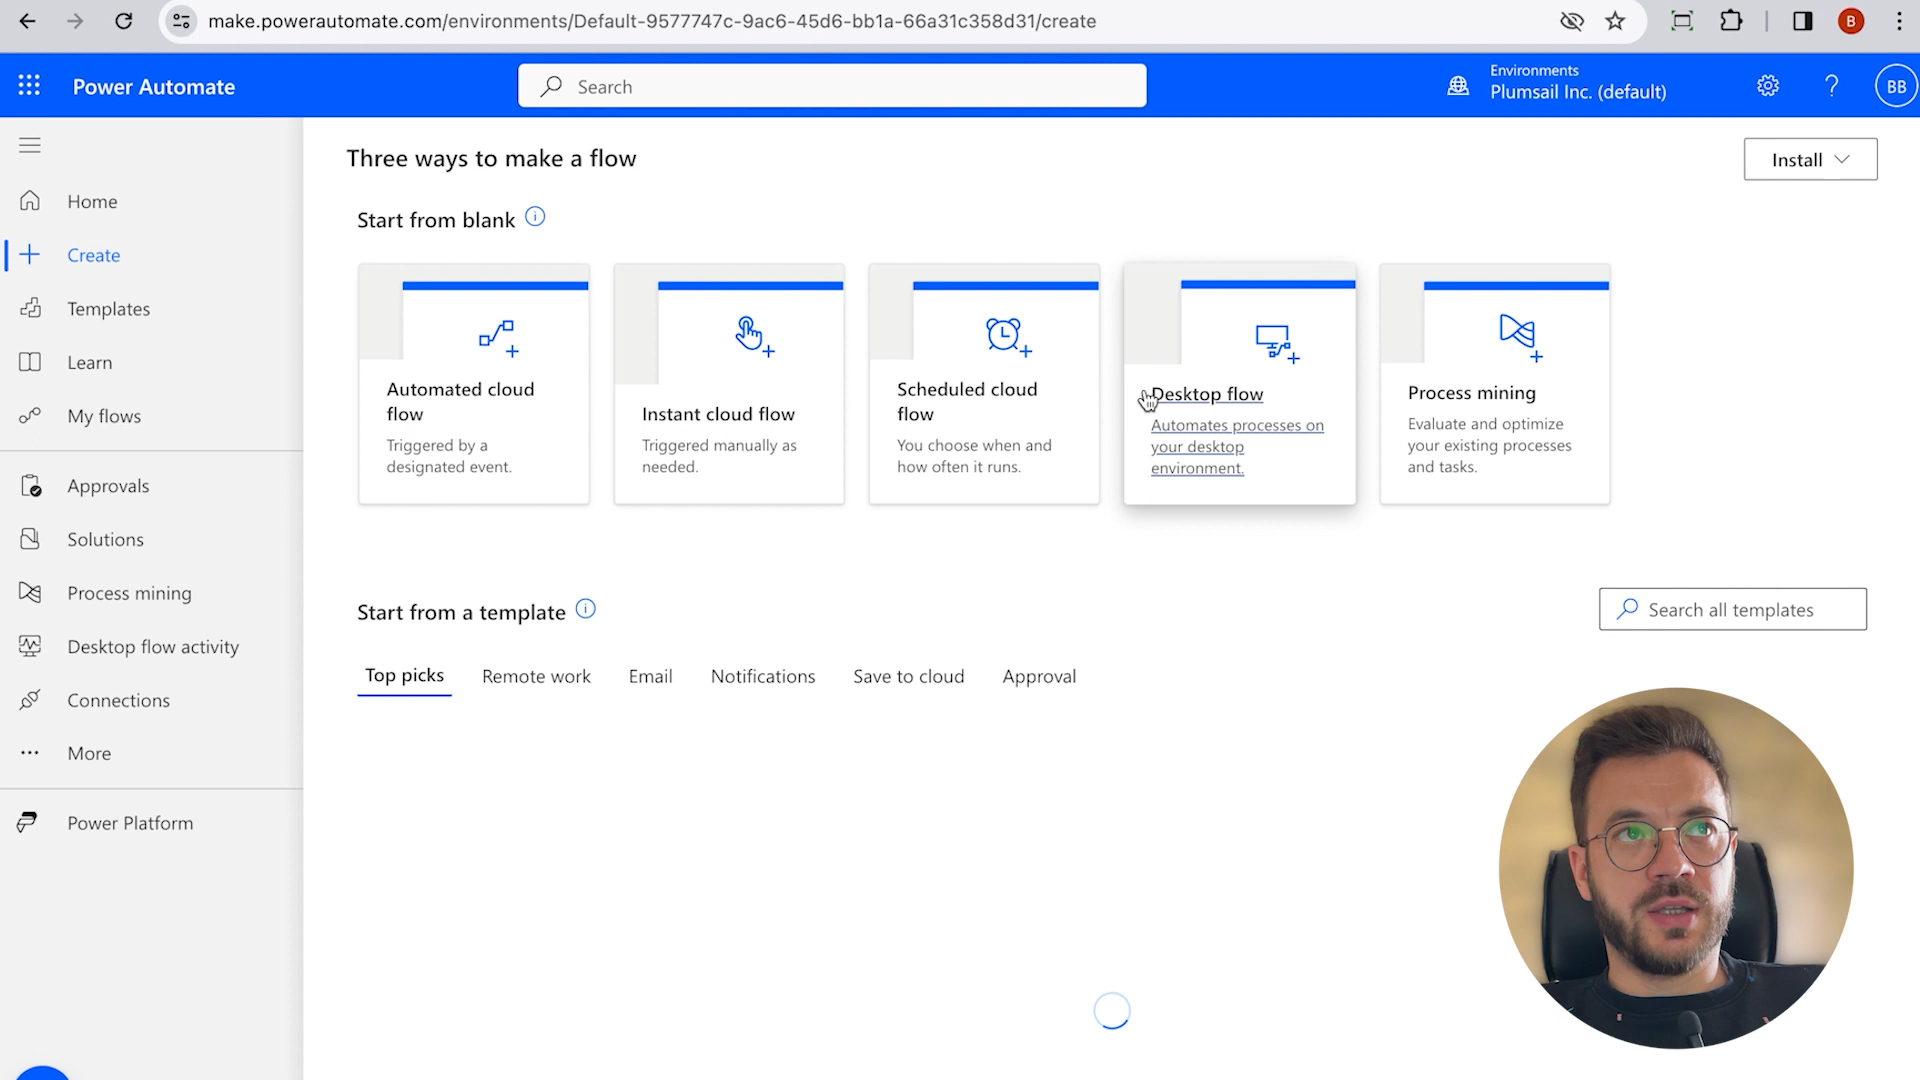 make.powerautomate.com/environments/Default-9577747c-9ac6-45d6-bb1a-66a31c358d31/create
B
Power Automate
Search
Environments
Plumsail Inc. (default)
?
BB
Home
Create
Templates
Learn
My flows
Approvals
Solutions
Process mining
Desktop flow activity
Connections
More
Power Platform
Three ways to make a flow
Install
Start from blank
Automated cloud
flow
Triggered by a
designated event.
Instant cloud flow
Triggered manually as
needed.
Scheduled cloud
flow
You choose when and
how often it runs.
Desktop flow
Automates processes on
your desktop
environment.
Process mining
Evaluate and optimize
your existing processes
and tasks.
Start from a template
Search all templates
Top picks
Remote work
Email
Notifications
Save to cloud
Approval